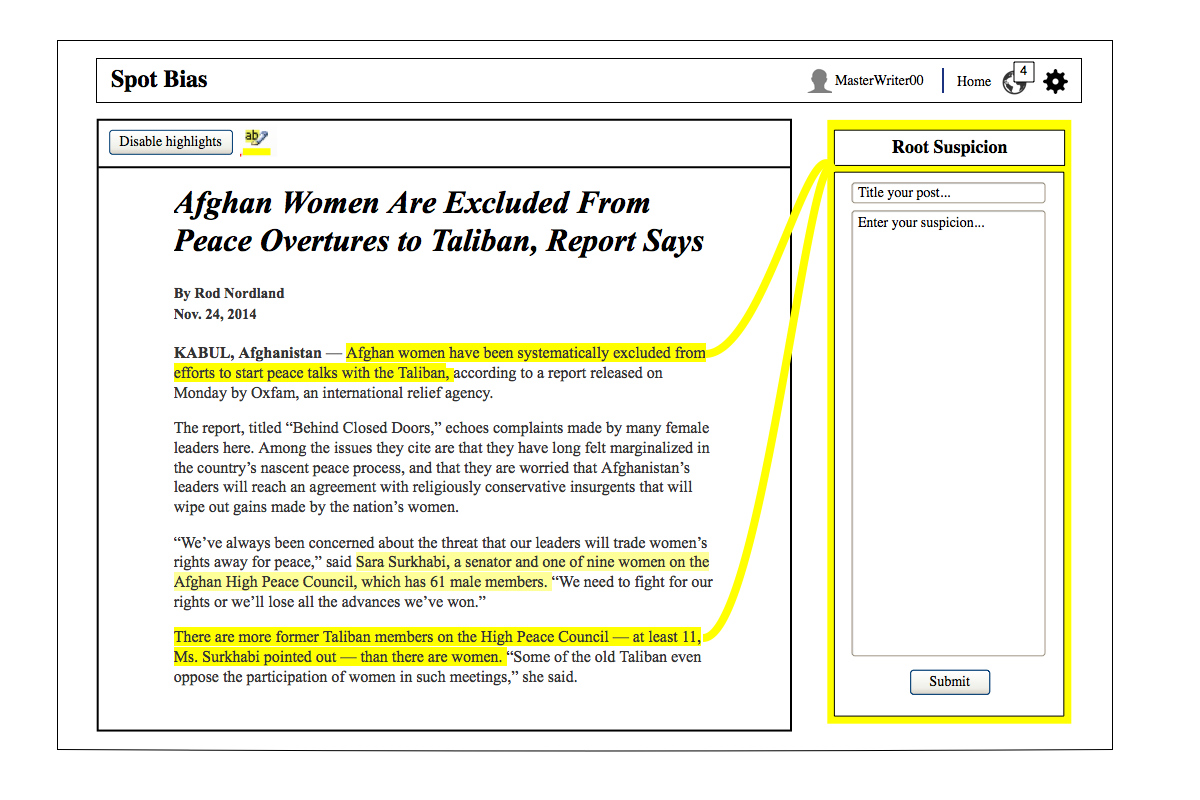 Spot Bias
MasterWriter00
Home
4
Disable highlights
ab
Afghan Women Are Excluded From
Peace Overtures to Taliban, Report Says
By Rod Nordland
Nov. 24, 2014
KABUL, Afghanistan — Afghan women have been systematically excluded from
efforts to start peace talks with the Taliban, according to a report released on
Monday by Oxfam, an international relief agency.
The report, titled “Behind Closed Doors,” echoes complaints made by many female
leaders here. Among the issues they cite are that they have long felt marginalized in
the country’s nascent peace process, and that they are worried that Afghanistan’s
leaders will reach an agreement with religiously conservative insurgents that will
wipe out gains made by the nation’s women.
“We’ve always been concerned about the threat that our leaders will trade women’s
rights away for peace,” said Sara Surkhabi, a senator and one of nine women on the
Afghan High Peace Council, which has 61 male members. “We need to fight for our
rights or we’ll lose all the advances we’ve won.”
There are more former Taliban members on the High Peace Council — at least 11,
Ms. Surkhabi pointed out — than there are women. “Some of the old Taliban even
oppose the participation of women in such meetings,” she said.
Root Suspicion
Title your post...
Enter your suspicion...
Submit